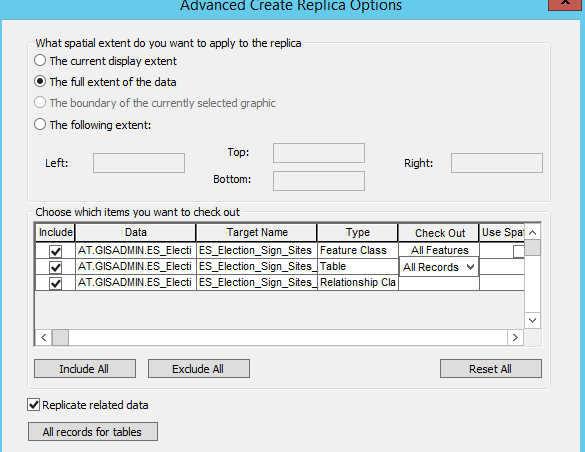 Advanced Create Replica Options
x
What spatial extent do you want to apply to the replica
The current display extent
The full extent of the data
The boundary of the currently selected graphic
The following extent:
Top:
Left:
Right:
Bottom:
Choose which items you want to check out
Include Data Target Name Type Check Out Use Spat
AT.GISADMIN.ES_Electi ES_Election_Sign_Sites Feature Class All Features
AT.GISADMIN.ES_Electi ES_Election_Sign_Sites_ Table All Records
AT.GISADMIN.ES_Electi ES_Election_Sign_Sites_ Relationship Cla
Include All Exclude All Reset All
Replicate related data
All records for tables